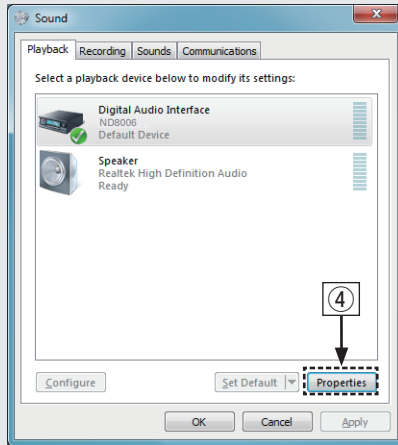 Sound
Playback Recording Sounds Communications
Select a playback device below to modify its settings:
Digital Audio Interface
ND8006
Default Device
Speaker
Realtek High Definition Audio
Ready
④
Configure Set Default Properties
OK Cancel Apply